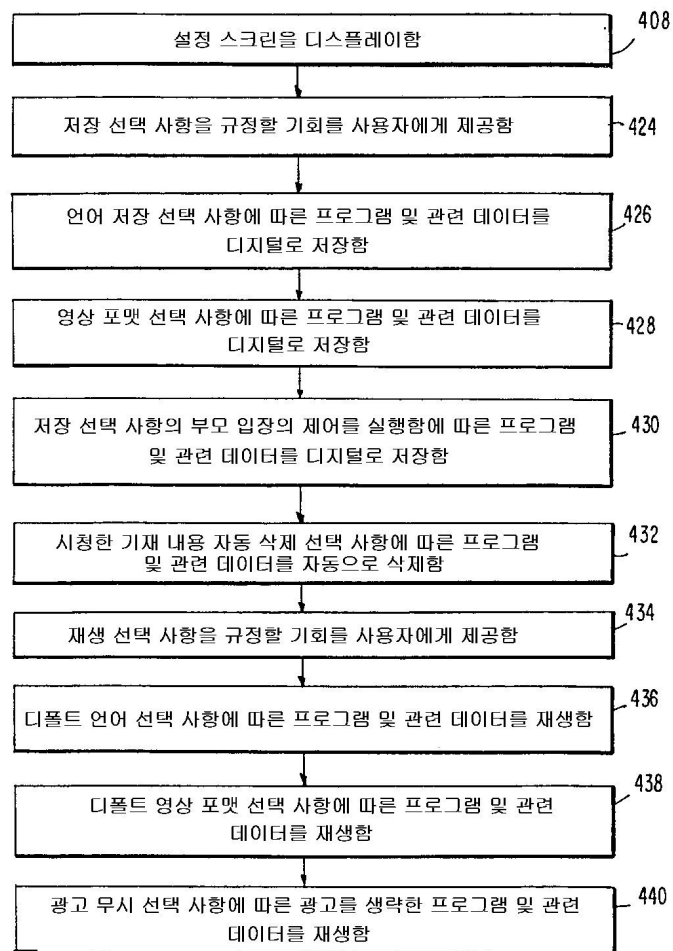 설정 스크린을 디스플레이함
408
저장 선택 사항을 규정할 기회를 사용자에게 제공함
424
언어 저장 선택 사항에 따른 프로그램 및 관련 데이터를
디지털로 저장함
426
영상 포맷 선택 사항에 따른 프로그램 및 관련 데이터를
디지털로 저장함
428
저장 선택 사항의 부모 입장의 제어를 실행함에 따른 프로그램
및 관련 데이터를 디지털로 저장함
430
시청한 기재 내용 자동 삭제 선택 사항에 따른 프로그램
및 관련 데이터를 자동으로 삭제함
432
재생 선택 사항을 규정할 기회를 사용자에게 제공함
434
디폴트 언어 선택 사항에 따른 프로그램 및 관련 데이터를 재생함
436
디폴트 영상 포맷 선택 사항에 따른 프로그램 및 관련
데이터를 재생함
438
광고 무시 선택 사항에 따른 광고를 생략한 프로그램 및 관련
데이터를 재생함
440